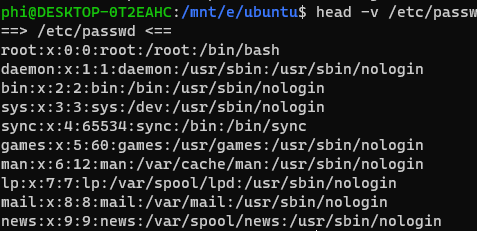 phi@DESKTOP-0T2EAHC:/mnt/e/ubuntu$ head -v /etc/passw
==> /etc/passwd <==
root:x:0:0:root:/root:/bin/bash
daemon:x:1:1:daemon:/usr/sbin:/usr/sbin/nologin
bin:x:2:2:bin:/bin:/usr/sbin/nologin
sys:x:3:3:sys:/dev:/usr/sbin/nologin
sync:x:4:65534:sync:/bin:/bin/sync
games:x:5:60:games:/usr/games:/usr/sbin/nologin
man:x:6:12:man:/var/cache/man:/usr/sbin/nologin
lp:x:7:7:lp:/var/spool/lpd:/usr/sbin/nologin
mail:x:8:8:mail:/var/mail:/usr/sbin/nologin
news:x:9:9:news:/var/spool/news:/usr/sbin/nologin